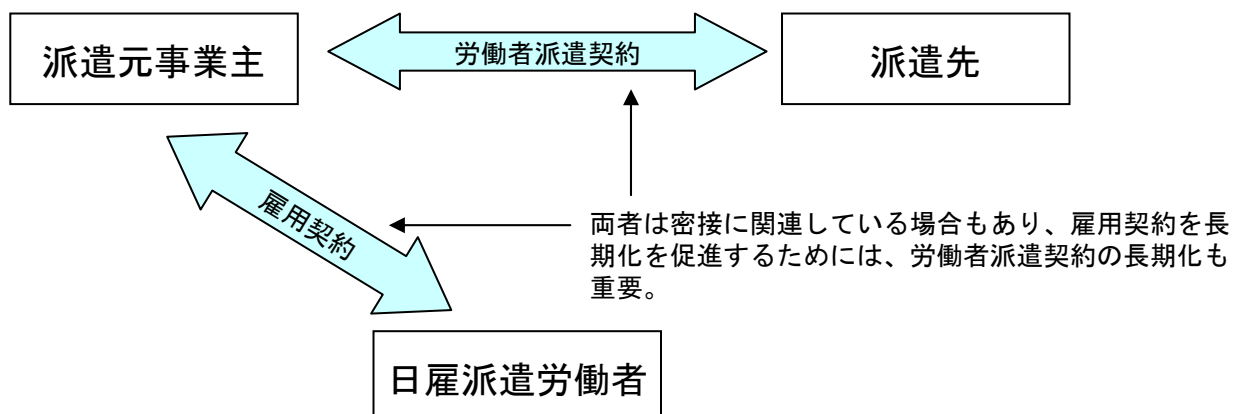 派遣元事業主
労働者派遣契約
派遣先
雇用契約
両者は密接に関連している場合もあり、雇用契約を長
期化を促進するためには、労働者派遣契約の長期化も
重要。
日雇派遣労働者